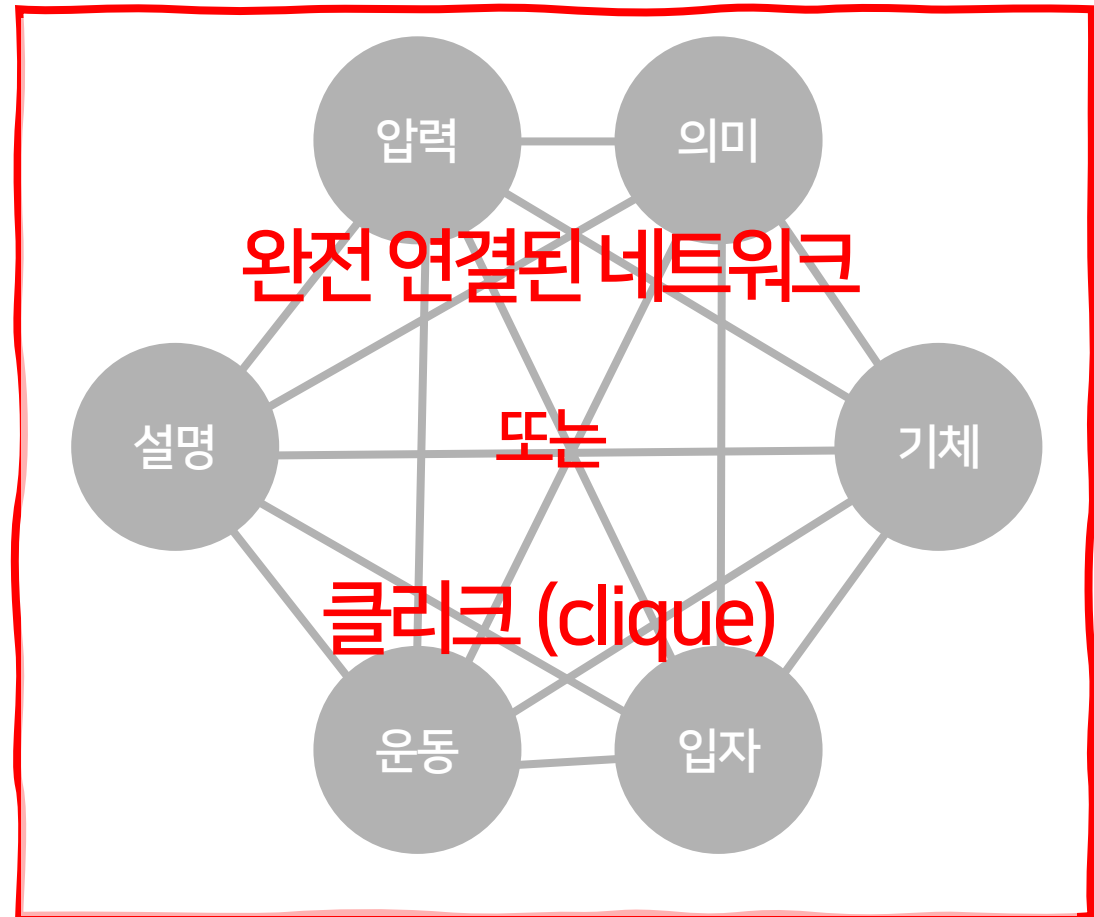 압력
의미
완전 연결된 네트워크
설명
또는
기체
클리크 (clique)
운동
입자